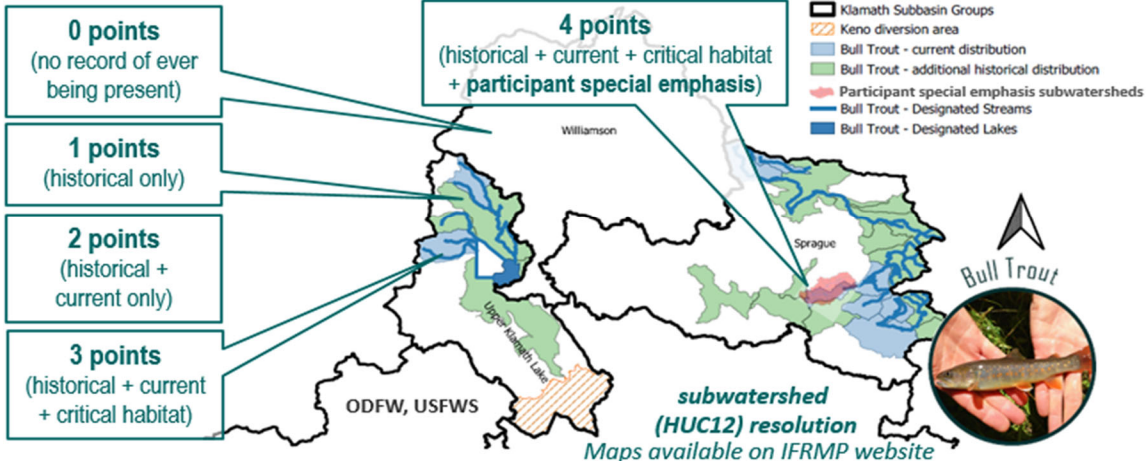 0 points
(no record of ever
being present)
1 points
(historical only)
2 points
(historical +
current only)
3 points
(historical + current
+ critical habitat)
4 points
(historical + current + critical habitat
+ participant special emphasis)
Klamath Subbasin Groups
Keno diversion area
Bull Trout - current distribution
Bull Trout - additional historical distribution
Participant special emphasis subwatersheds
Bull Trout - Designated Streams
Bull Trout - Designated Lakes
Williamson
Sprague
Upper Klamath Lake
ODFW, USFWS
Bull Trout
subwatershed
(HUC12) resolution
Maps available on IFRMP website